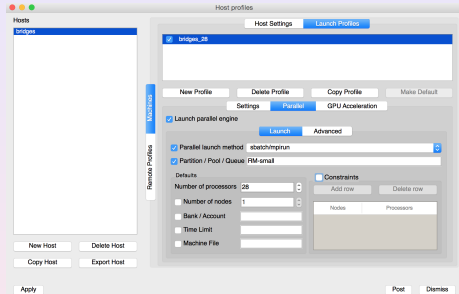 Host profiles
Hosts
bridges
New Host
Delete Host
Copy Host
Export Host
Machines
Remote Profiles
Host Settings
Launch Profiles
bridges_28
New Profile
Delete Profile
Copy Profile
Make Default
Settings
Parallel
GPU Acceleration
Launch parallel engine
Launch
Advanced
Parallel launch method sbatch/mpirun
Partition / Pool / Queue RM-small
Defaults
Number of processors 28
Number of nodes 1
Bank / Account
Time Limit
Machine File
Constraints
Add row
Delete row
Nodes
Processors
Apply
Post
Dismiss